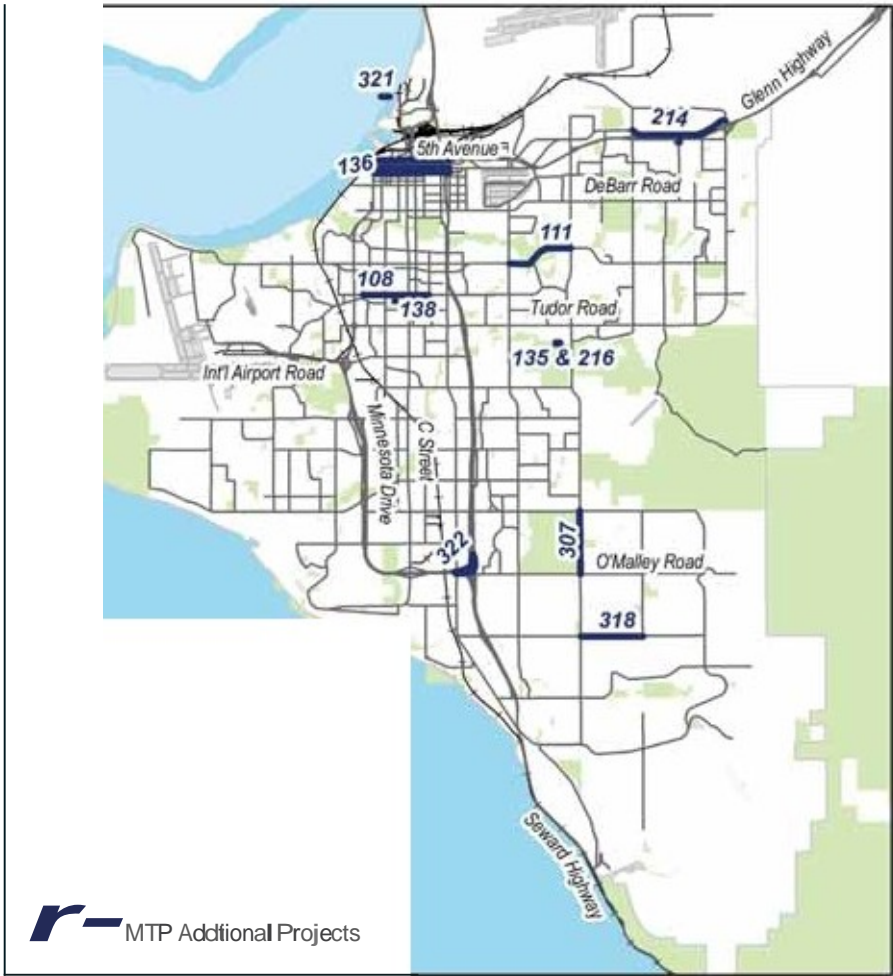 321
Glenn Highway
214
5th Avenue
136
DeBarr Road
111
108
138
Tudor Road
135 & 216
Int'l Airport Road
Minnesota Drive
C Street
322
307
O'Malley Road
318
Seward Highway
r- MTP Addtional Projects